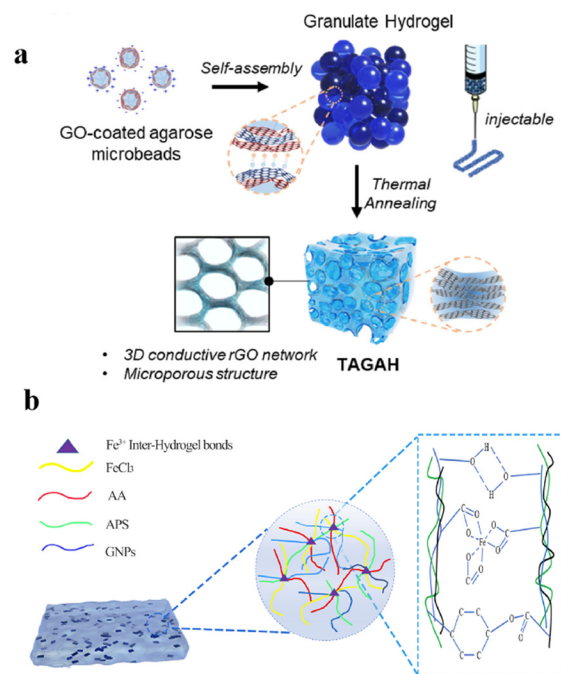 a
GO-coated agarose
microbeads
Self-assembly
Granulate Hydrogel
injectable
Thermal
Annealing
• 3D conductive rGO network
• Microporous structure
TAGAH
b
Fe³⁺ Inter-Hydrogel bonds
FeCl₃
AA
APS
GNPs
H
O
O
H
C
O
O
O
C
O
Fe
O
O
C
O
C
C
O
C
C
C
C
C
O